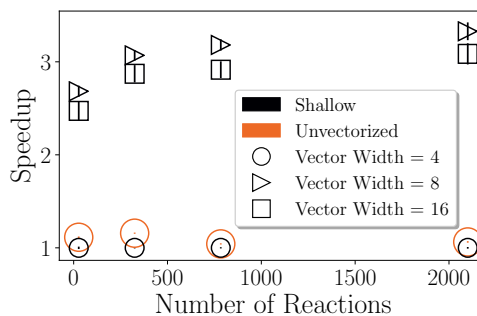 Speedup
3
2
1
Shallow
Unvectorized
Vector Width = 4
Vector Width = 8
Vector Width = 16
0
500
1000
1500
2000
Number of Reactions